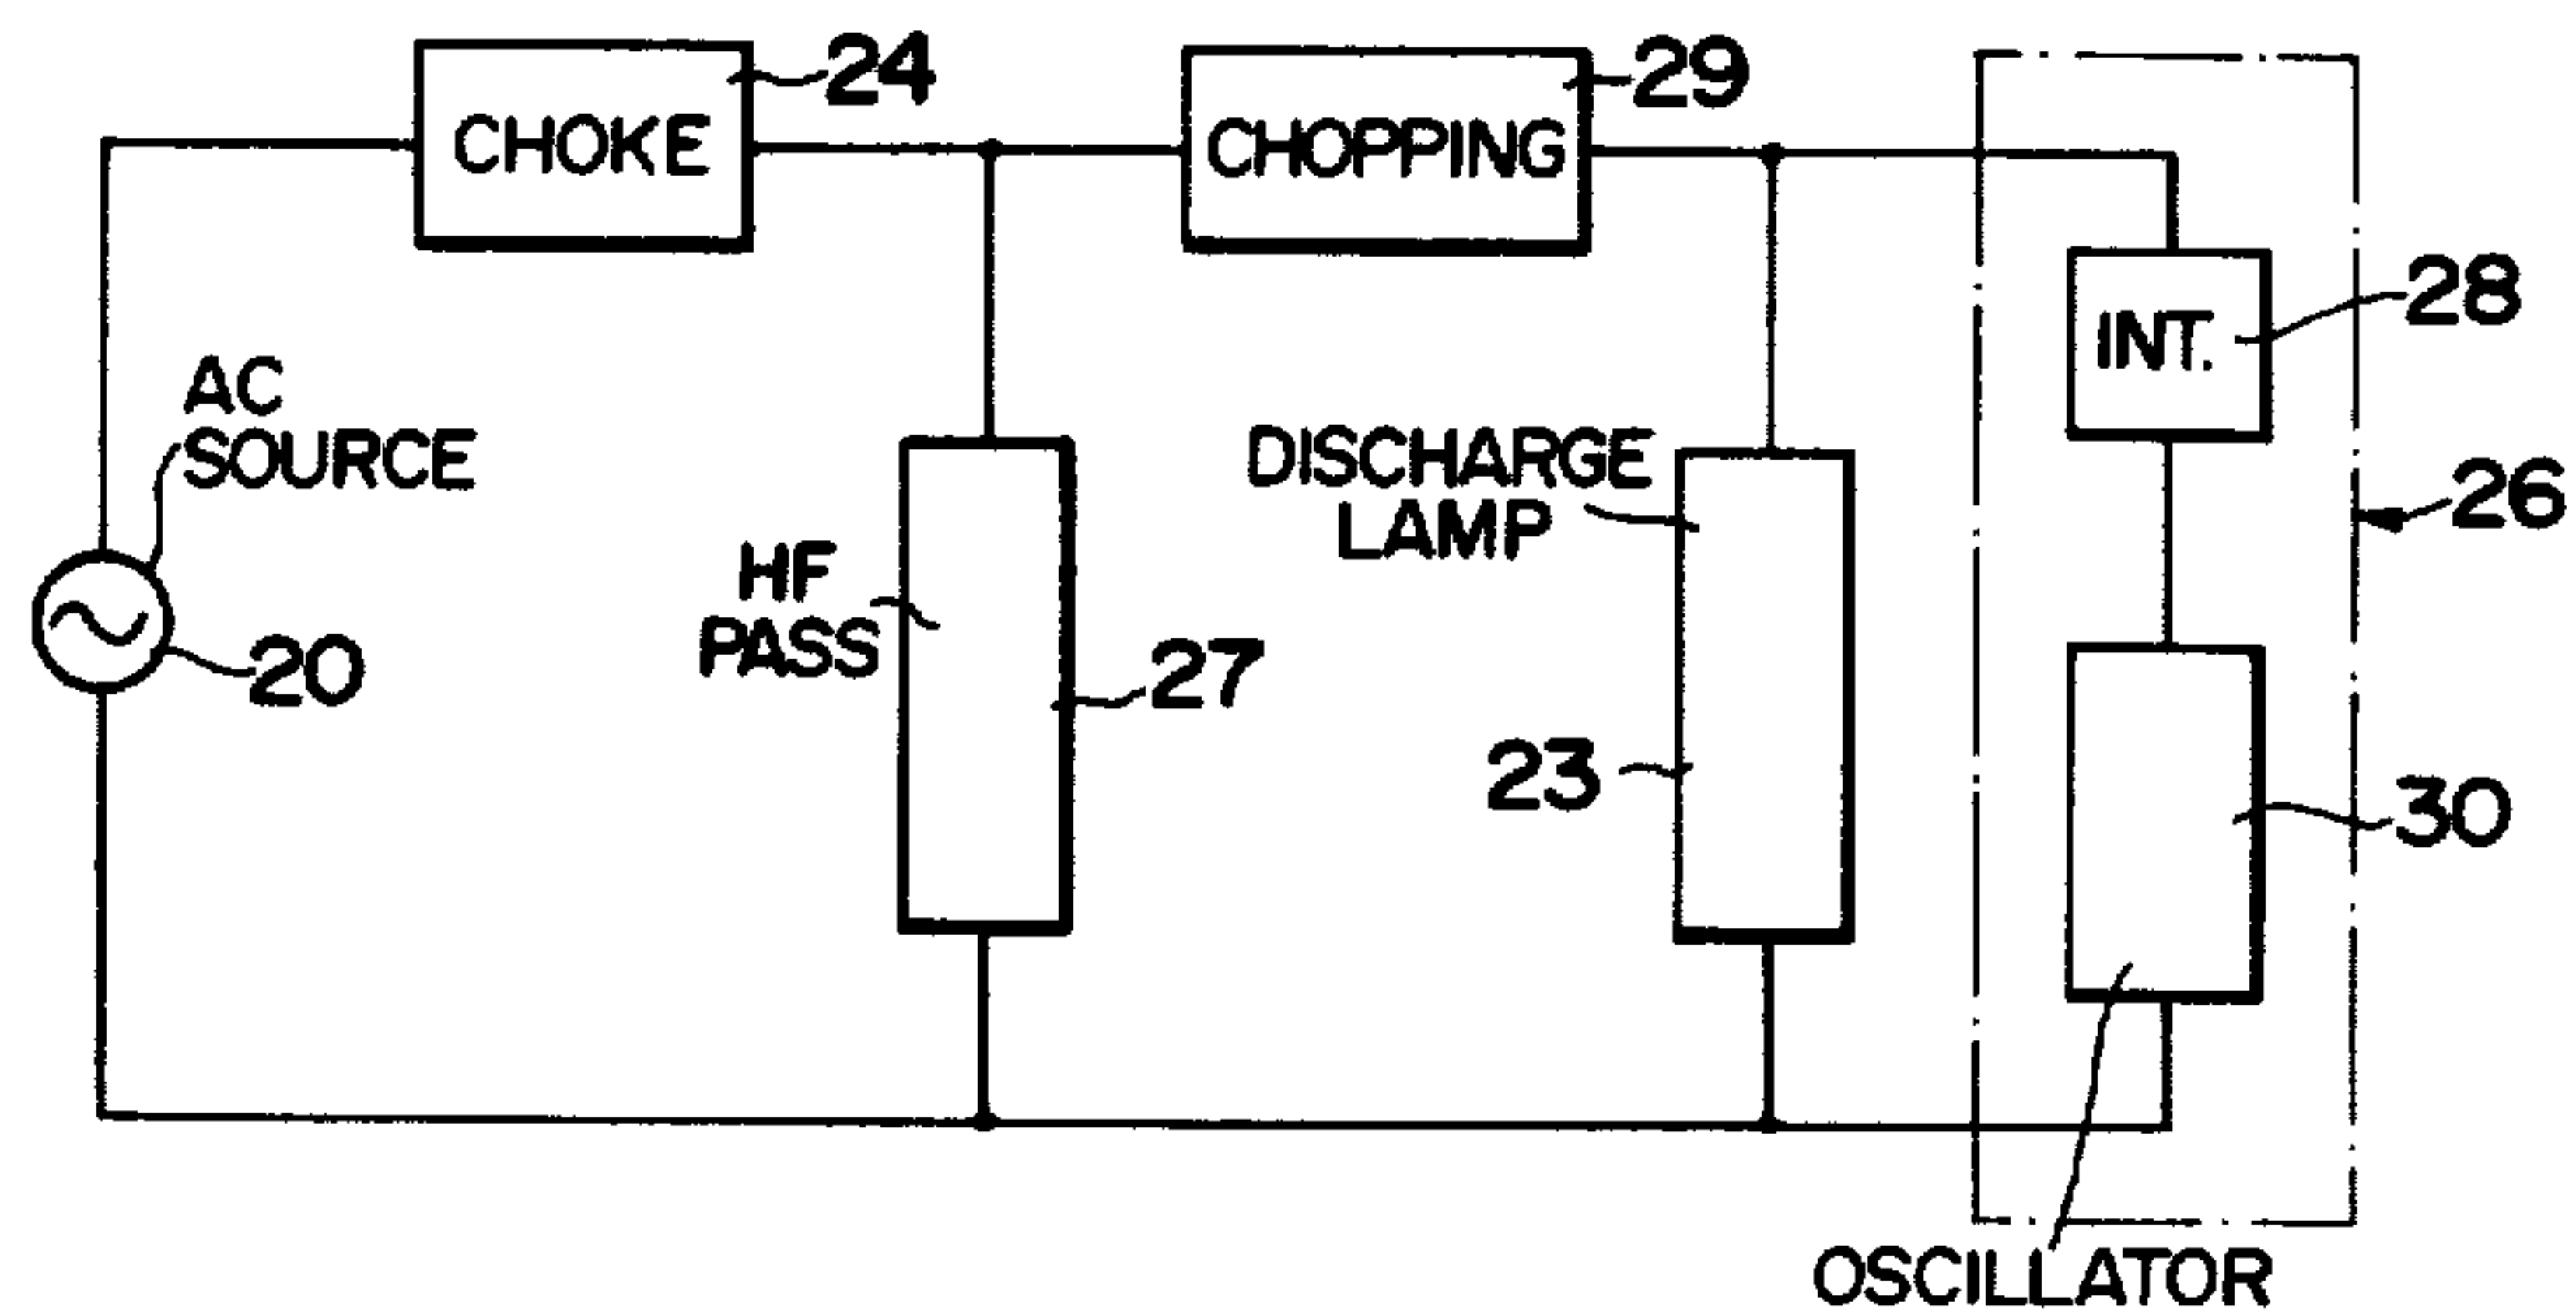 24
CHOKE
29
CHOPPING
28
INT.
AC
SOURCE
20
HF
PASS
27
DISCHARGE
LAMP
23
26
30
OSCILLATOR